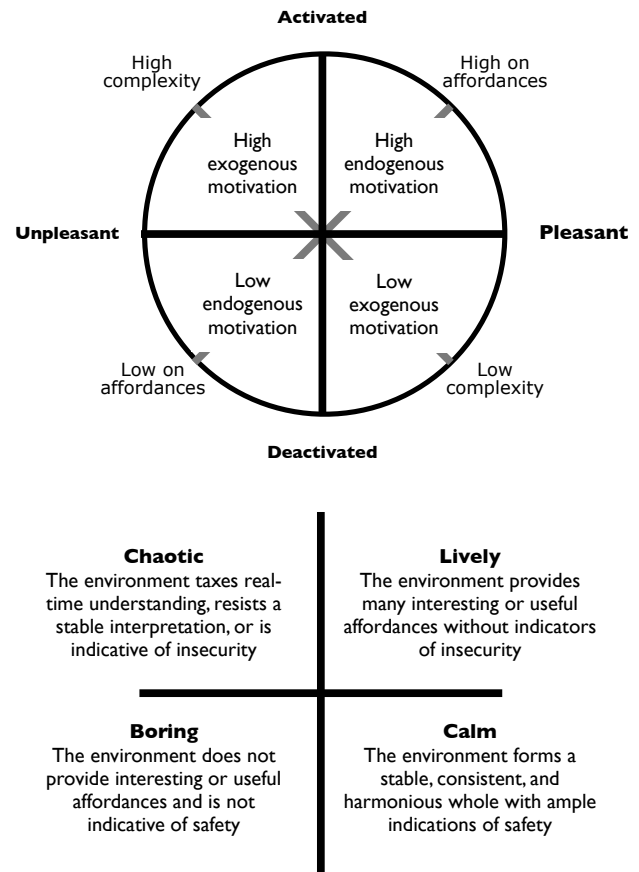 Activated
High
complexity
High on
affordances
High
exogenous
motivation
High
endogenous
motivation
Unpleasant
Pleasant
Low
endogenous
motivation
Low
exogenous
motivation
Low on
affordances
Low
complexity
Deactivated
Chaotic
The environment taxes real-
time understanding, resists a
stable interpretation, or is
indicative of insecurity
Lively
The environment provides
many interesting or useful
affordances without indicators
of insecurity
Boring
The environment does not
provide interesting or useful
affordances and is not
indicative of safety
Calm
The environment forms a
stable, consistent, and
harmonious whole with ample
indications of safety